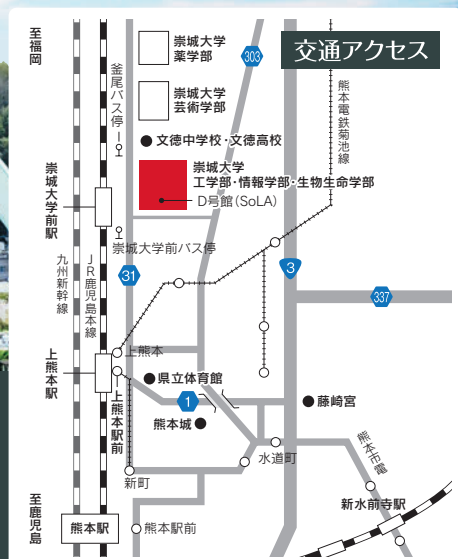 交通アクセス
至福岡
釜尾バス停
崇城大学
薬学部
崇城大学
芸術学部
303
熊本電鉄菊池線
文徳中学校・文徳高校
崇城大学
工学部・情報学部・生物生命学部
D号館(SoLA)
崇城大学前駅
崇城大学前バス停
九州新幹線
JR鹿児島本線
31
3
337
上熊本駅
上熊本
上熊本駅前
県立体育館
1
熊本城
藤崎宮
水道町
熊本市電
新町
新水前寺駅
至鹿児島
熊本駅
熊本駅前